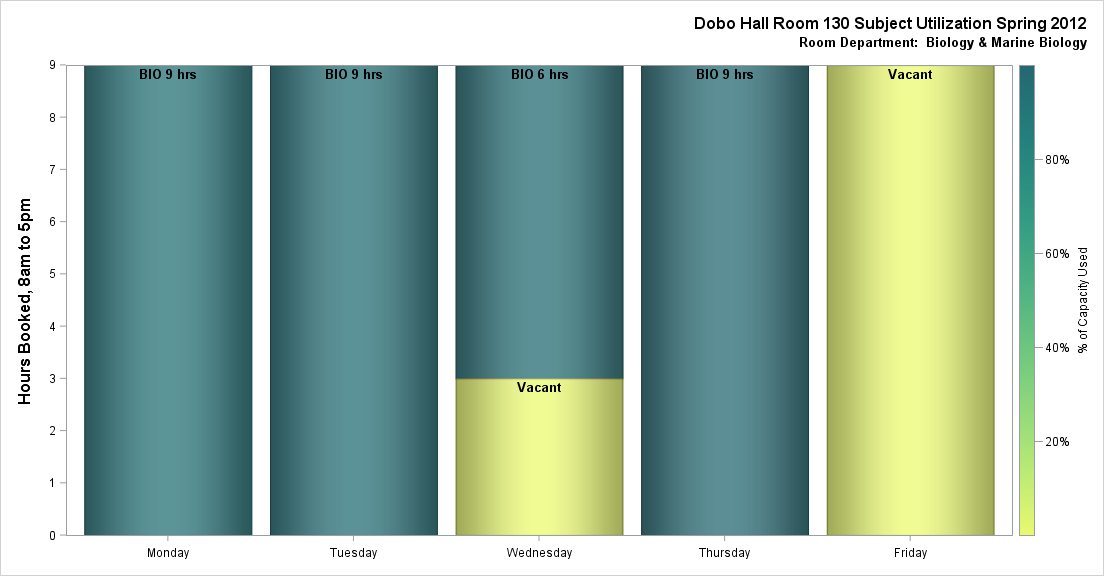 Dobo Hall Room 130 Subject Utilization Spring 2012
Room Department:  Biology & Marine Biology
Hours Booked, 8am to 5pm
9
8
7
6
5
4
3
2
1
0
BIO 9 hrs
BIO 9 hrs
BIO 6 hrs
Vacant
BIO 9 hrs
Vacant
Monday
Tuesday
Wednesday
Thursday
Friday
80%
60%
40%
20%
% of Capacity Used